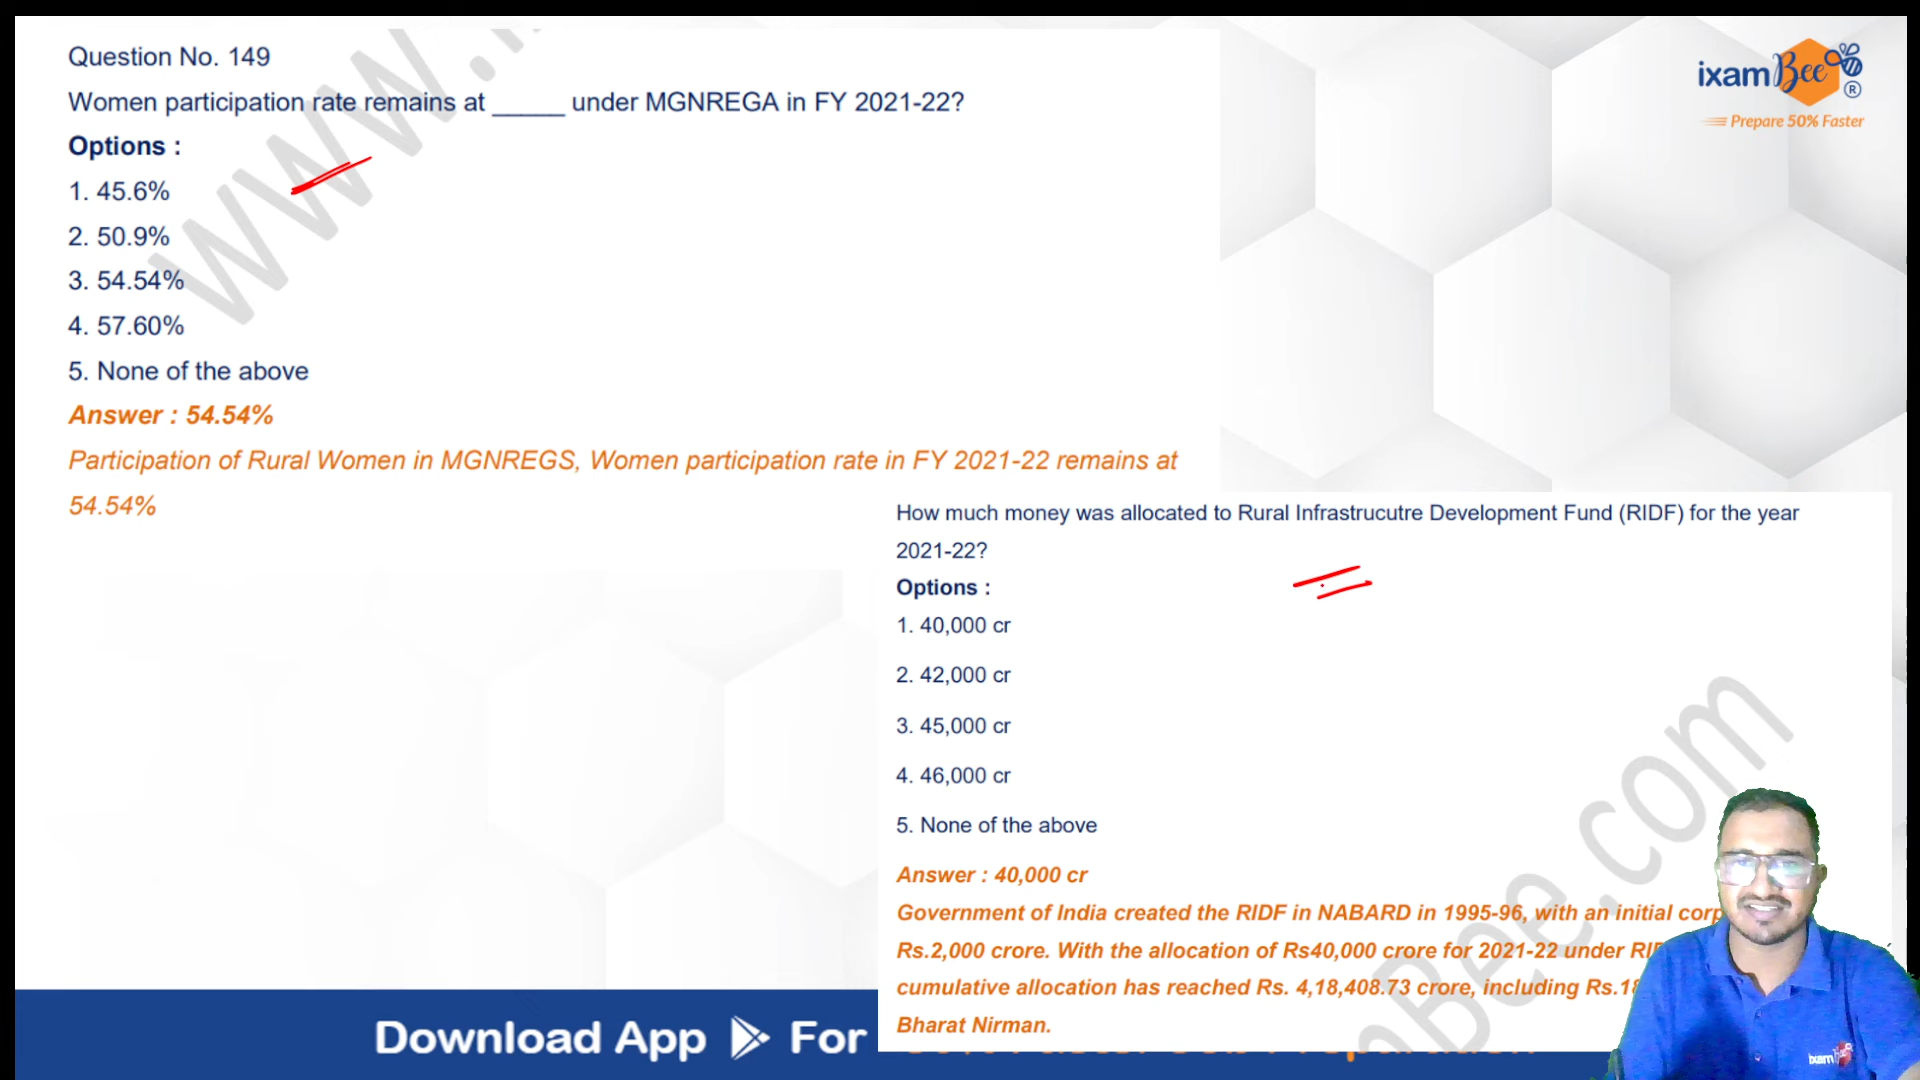 Question No. 149
Women participation rate remains at _____ under MGNREGA in FY 2021-22?
Options :
1. 45.6%
2. 50.9%
3. 54.54%
4. 57.60%
5. None of the above
Answer : 54.54%
Participation of Rural Women in MGNREGS, Women participation rate in FY 2021-22 remains at
54.54%
ixamBee®
Prepare 50% Faster
How much money was allocated to Rural Infrastrucutre Development Fund (RIDF) for the year
2021-22?
Options :
1. 40,000 cr
2. 42,000 cr
3. 45,000 cr
4. 46,000 cr
5. None of the above
Answer : 40,000 cr
Government of India created the RIDF in NABARD in 1995-96, with an initial
Rs.2,000 crore. With the allocation of Rs40,000 crore for 2021-22 under
cumulative allocation has reached Rs. 4,18,408.73 crore, including
Bharat Nirman.
Download App For
www.
Bee.com
ixamBee